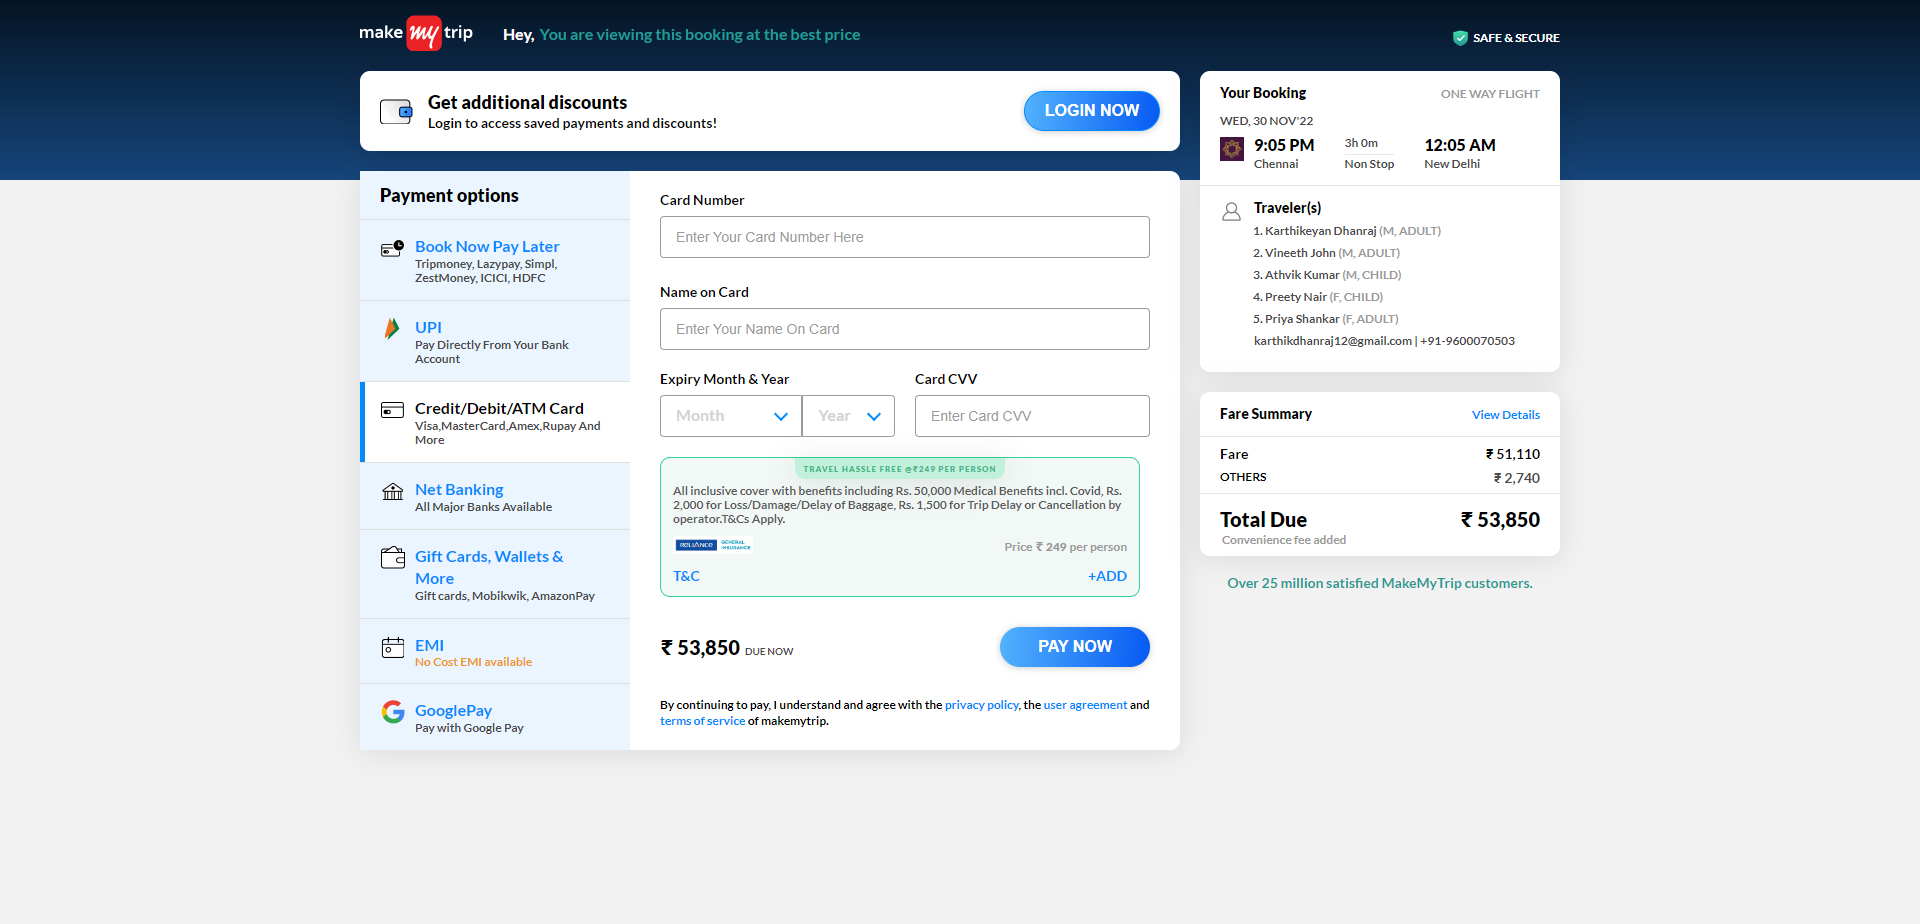 make my trip
Hey, You are viewing this booking at the best price
SAFE & SECURE
Get additional discounts
Login to access saved payments and discounts!
LOGIN NOW
Payment options
Book Now Pay Later
Tripmoney, Lazypay, Simpl,
ZestMoney, ICICI, HDFC
UPI
Pay Directly From Your Bank
Account
Credit/Debit/ATM Card
Visa,MasterCard,Amex,Rupay And
More
Net Banking
All Major Banks Available
Gift Cards, Wallets &
More
Gift cards, Mobikwik, AmazonPay
EMI
No Cost EMI available
GooglePay
Pay with Google Pay
Card Number
Enter Your Card Number Here
Name on Card
Enter Your Name On Card
Expiry Month & Year
Card CVV
Month
Year
Enter Card CVV
TRAVEL HASSLE FREE @₹249 PER PERSON
All inclusive cover with benefits including Rs. 50,000 Medical Benefits incl. Covid, Rs.
2,000 for Loss/Damage/Delay of Baggage, Rs. 1,500 for Trip Delay or Cancellation by
operator.T&Cs Apply.
RELIANCE GENERAL INSURANCE
Price ₹ 249 per person
T&C
+ADD
₹ 53,850 DUE NOW
PAY NOW
By continuing to pay, I understand and agree with the privacy policy, the user agreement and
terms of service of makemytrip.
Your Booking
ONE WAY FLIGHT
WED, 30 NOV'22
9:05 PM
3h 0m
12:05 AM
Chennai
Non Stop
New Delhi
Traveler(s)
1. Karthikeyan Dhanraj (M, ADULT)
2. Vineeth John (M, ADULT)
3. Athvik Kumar (M, CHILD)
4. Preety Nair (F, CHILD)
5. Priya Shankar (F, ADULT)
karthikdhanraj12@gmail.com | +91-9600070503
Fare Summary
View Details
Fare
₹ 51,110
OTHERS
₹ 2,740
Total Due
₹ 53,850
Convenience fee added
Over 25 million satisfied MakeMyTrip customers.